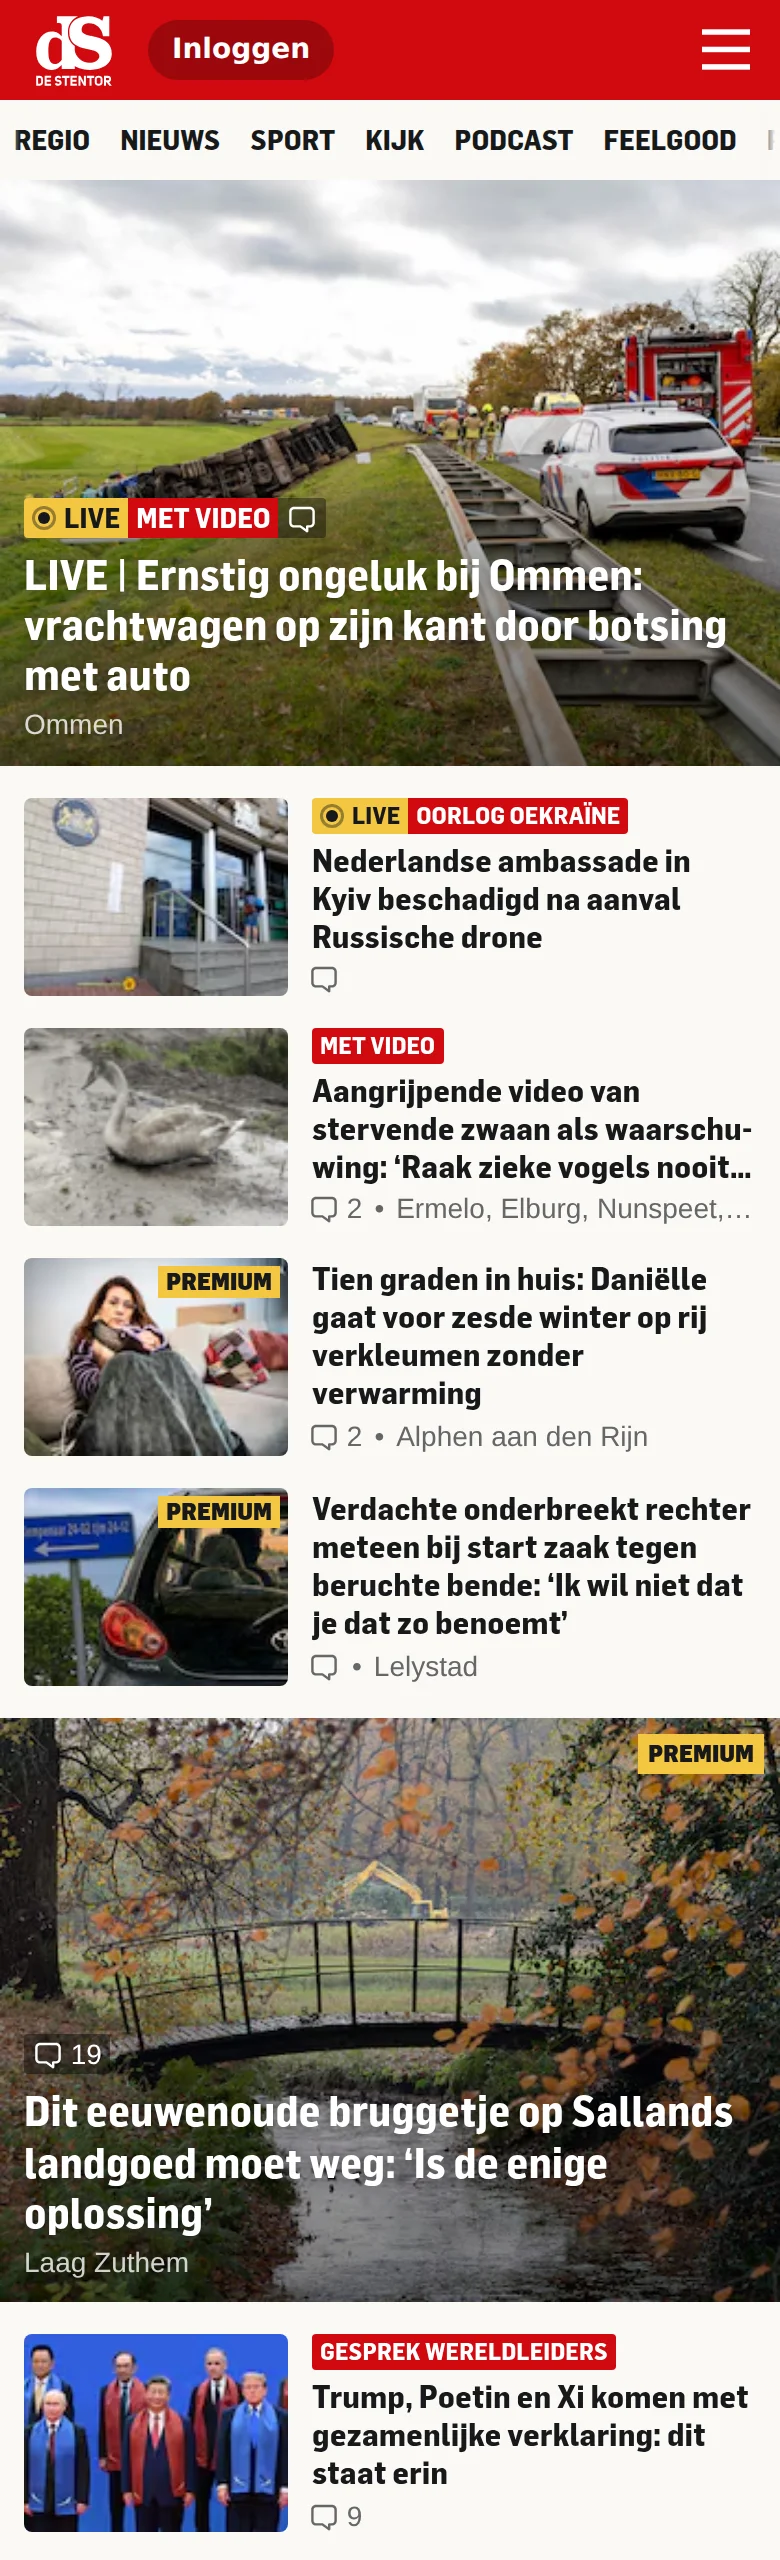 dS
DE STENTOR
Inloggen
REGIO NIEUWS SPORT KIJK PODCAST FEELGOOD
LIVE MET VIDEO
LIVE | Ernstig ongeluk bij Ommen:
vrachtwagen op zijn kant door botsing
met auto
Ommen
LIVE OORLOG OEKRAÏNE
Nederlandse ambassade in
Kyiv beschadigd na aanval
Russische drone
MET VIDEO
Aangrijpende video van
stervende zwaan als waarschu-
wing: ‘Raak zieke vogels nooit...
2 • Ermelo, Elburg, Nunspeet,...
PREMIUM
Tien graden in huis: Daniëlle
gaat voor zesde winter op rij
verkleumen zonder
verwarming
2 • Alphen aan den Rijn
PREMIUM
Verdachte onderbreekt rechter
meteen bij start zaak tegen
beruchte bende: ‘Ik wil niet dat
je dat zo benoemt’
• Lelystad
PREMIUM
19
Dit eeuwenoude bruggetje op Sallands
landgoed moet weg: ‘Is de enige
oplossing’
Laag Zuthem
GESPREK WERELDLEIDERS
Trump, Poetin en Xi komen met
gezamenlijke verklaring: dit
staat erin
9